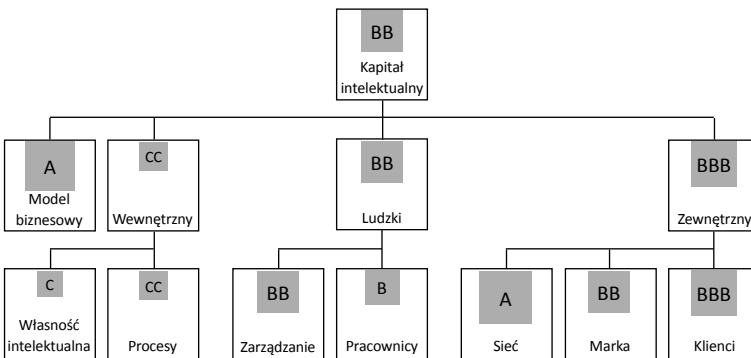 BB
Kapitał
intelektualny
A
Model
biznesowy
CC
Wewnętrzny
BB
Ludzki
BBB
Zewnętrzny
C
Własność
intelektualna
CC
Procesy
BB
Zarządzanie
B
Pracownicy
A
Sieć
BB
Marka
BBB
Klienci